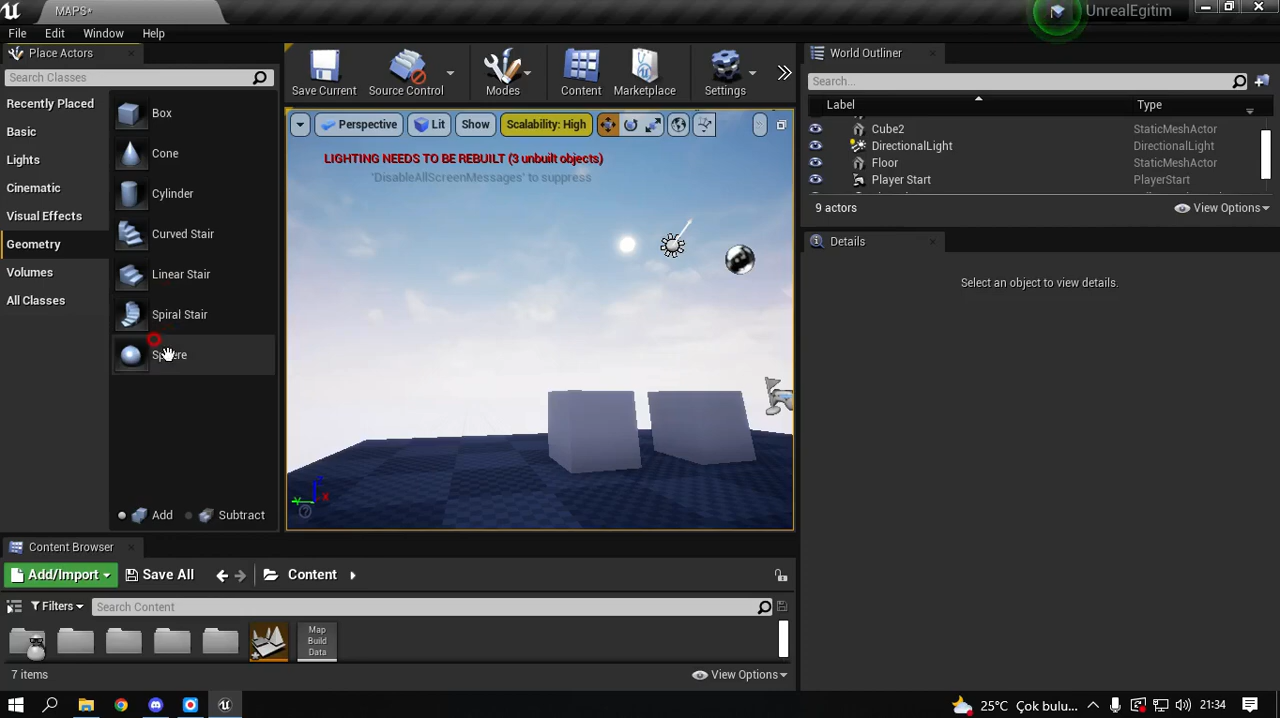 MAPS*
UnrealEgitim
File
Edit
Window
Help
Place Actors
Search Classes
Recently Placed
Basic
Lights
Cinematic
Visual Effects
Geometry
Volumes
All Classes
Box
Cone
Cylinder
Curved Stair
Linear Stair
Spiral Stair
Sphere
Add
Subtract
Save Current
Source Control
Modes
Content
Marketplace
Settings
Perspective
Lit
Show
Scalability: High
LIGHTING NEEDS TO BE REBUILT (3 unbuilt objects)
'DisableAllScreenMessages' to suppress
World Outliner
Search...
Label
Type
Cube2
StaticMeshActor
DirectionalLight
DirectionalLight
Floor
StaticMeshActor
Player Start
PlayerStart
9 actors
View Options
Details
Select an object to view details.
Content Browser
Add/Import
Save All
Content
Filters
Search Content
Map
Build
Data
7 items
View Options
25°C Çok bulu...
21:34